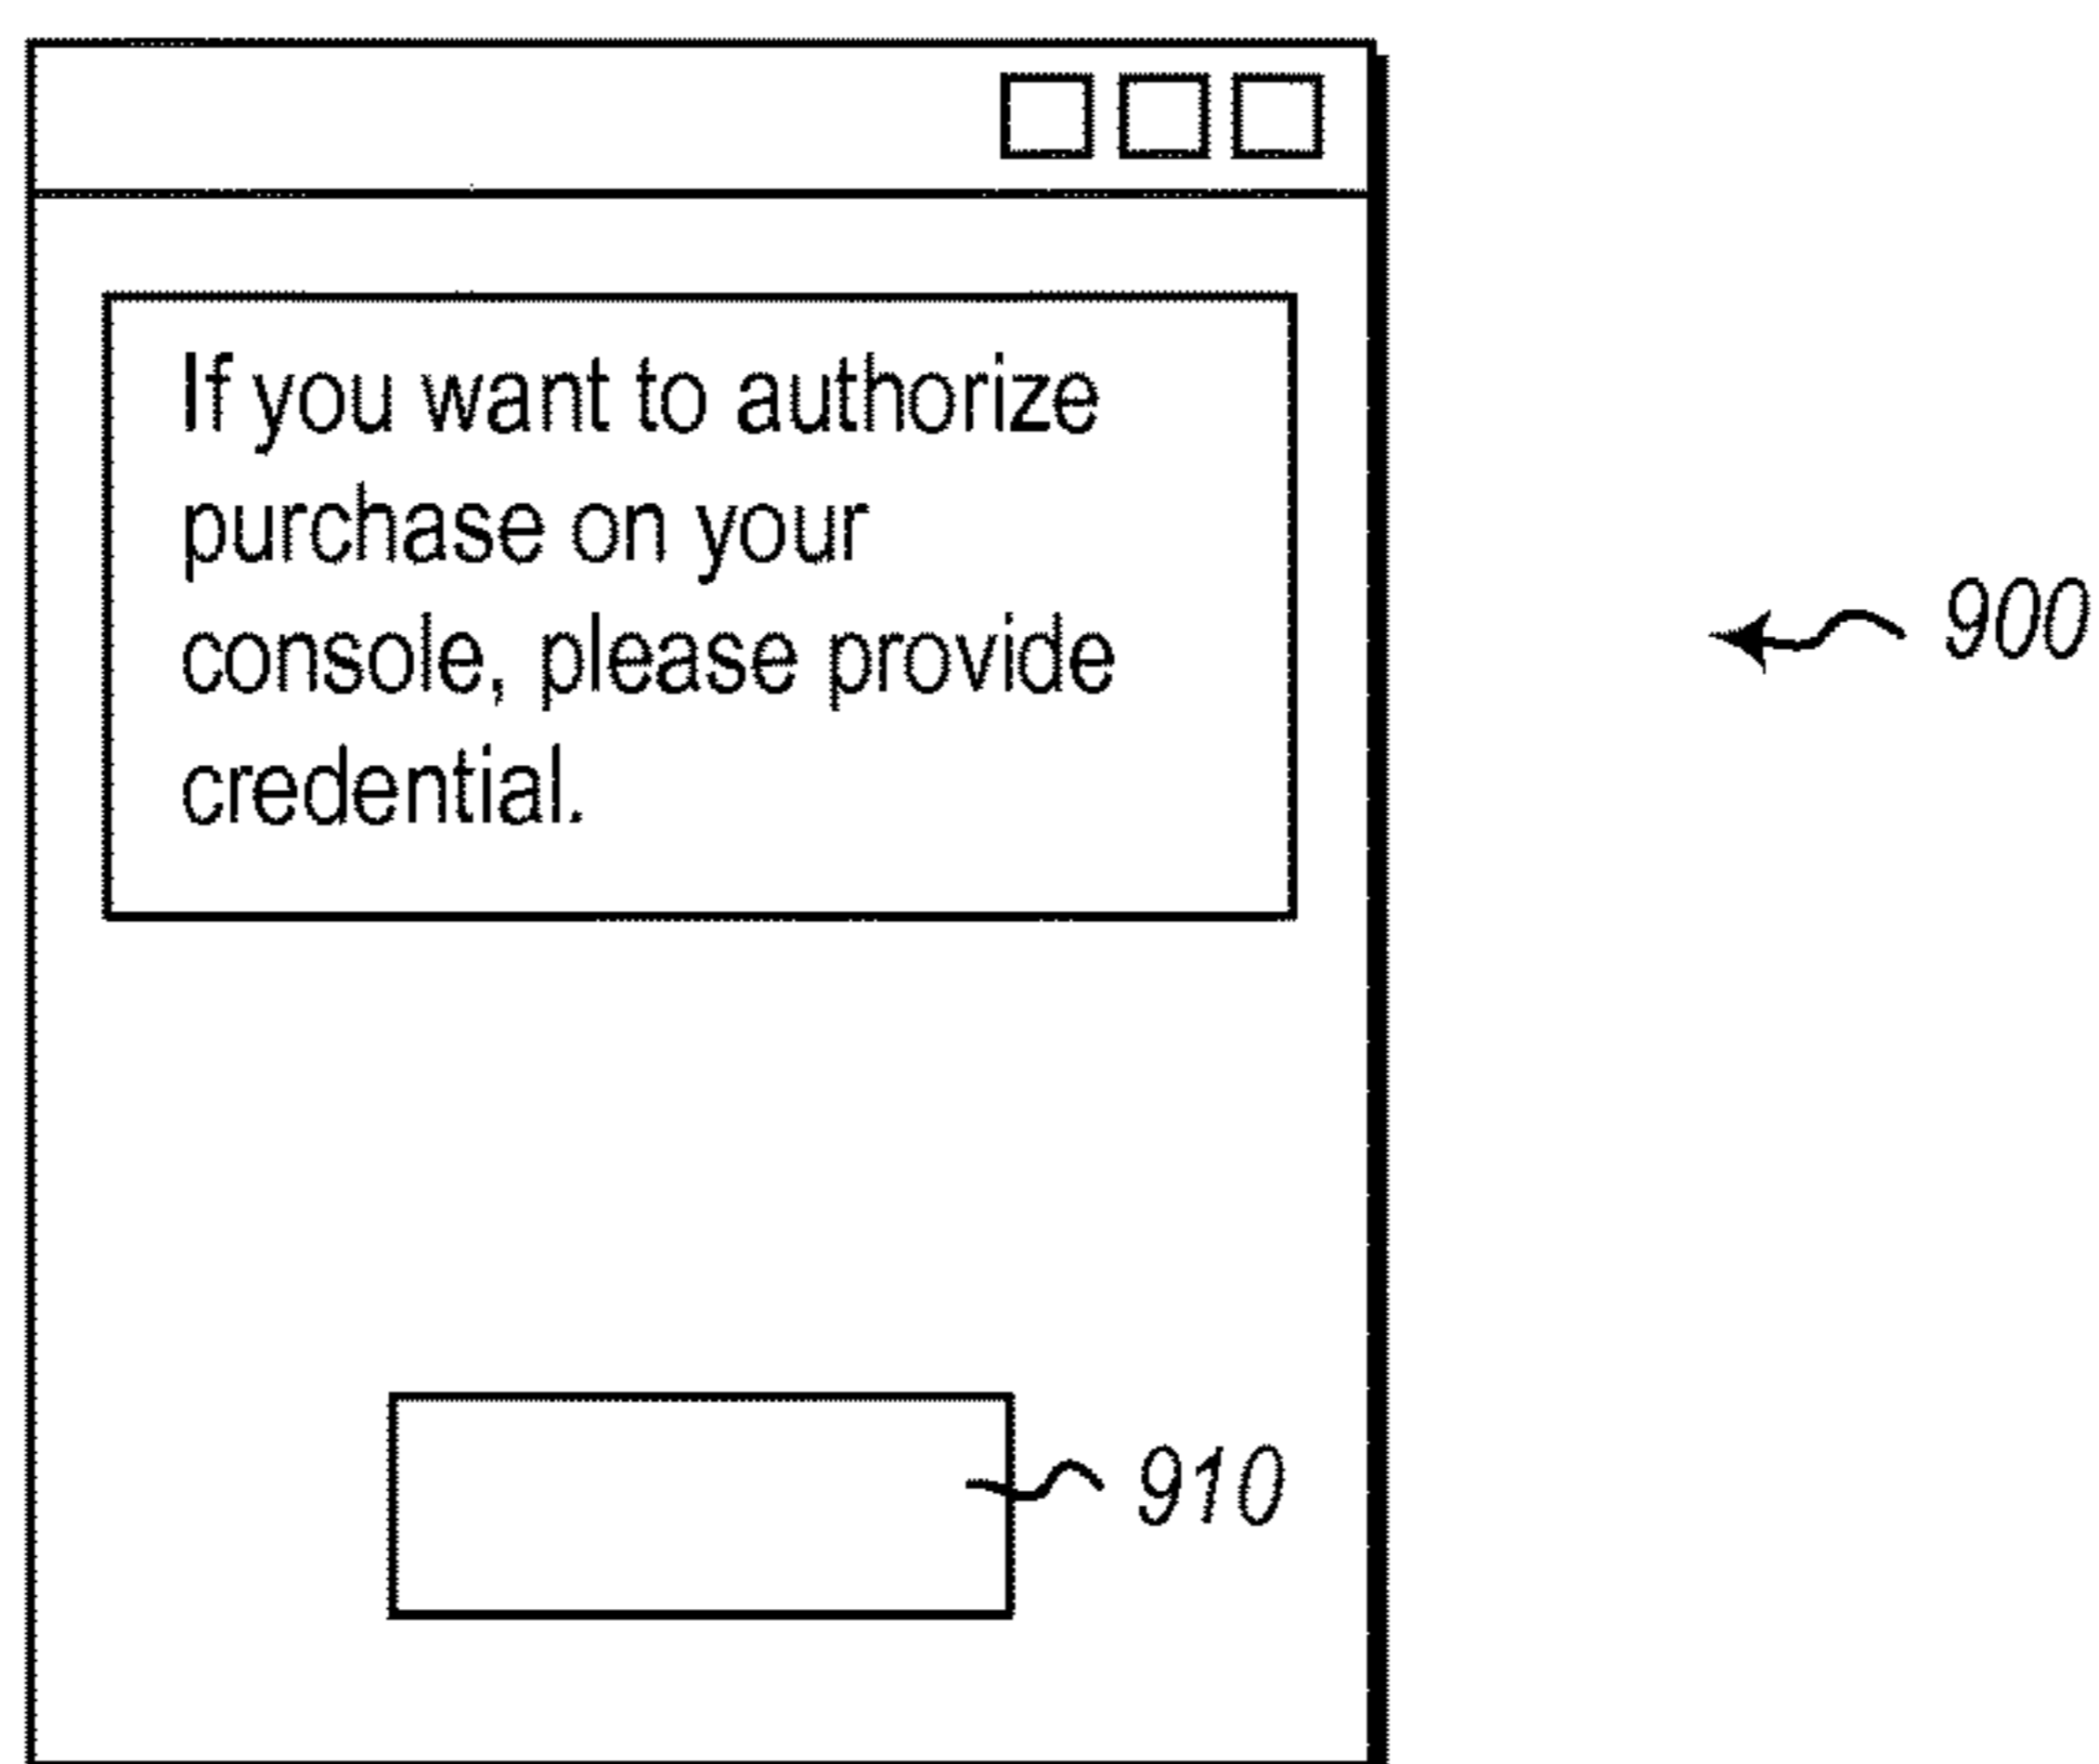 If you want to authorize
purchase on your
console, please provide
credential.
900
910